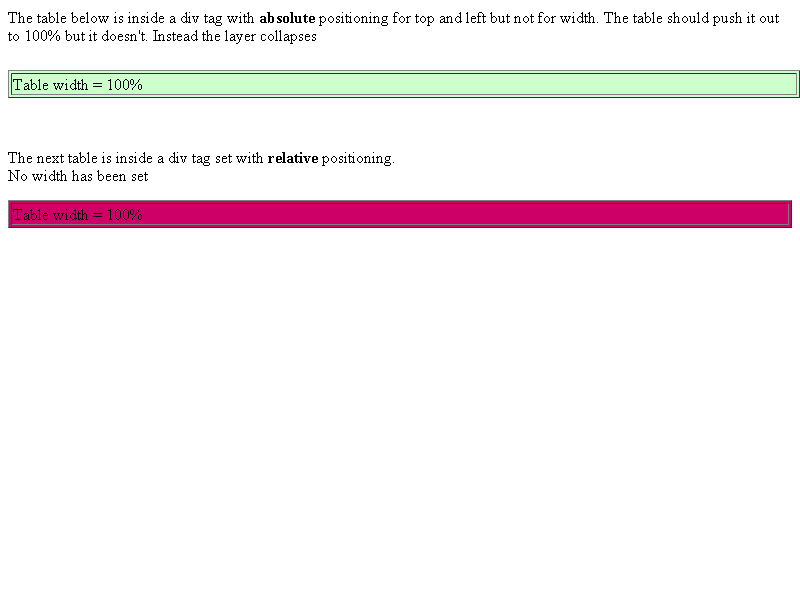 The table below is inside a div tag with absolute positioning for top and left but not for width. The table should push it out
to 100% but it doesn't. Instead the layer collapses
Table width = 100%
The next table is inside a div tag set with relative positioning.
No width has been set
Table width = 100%